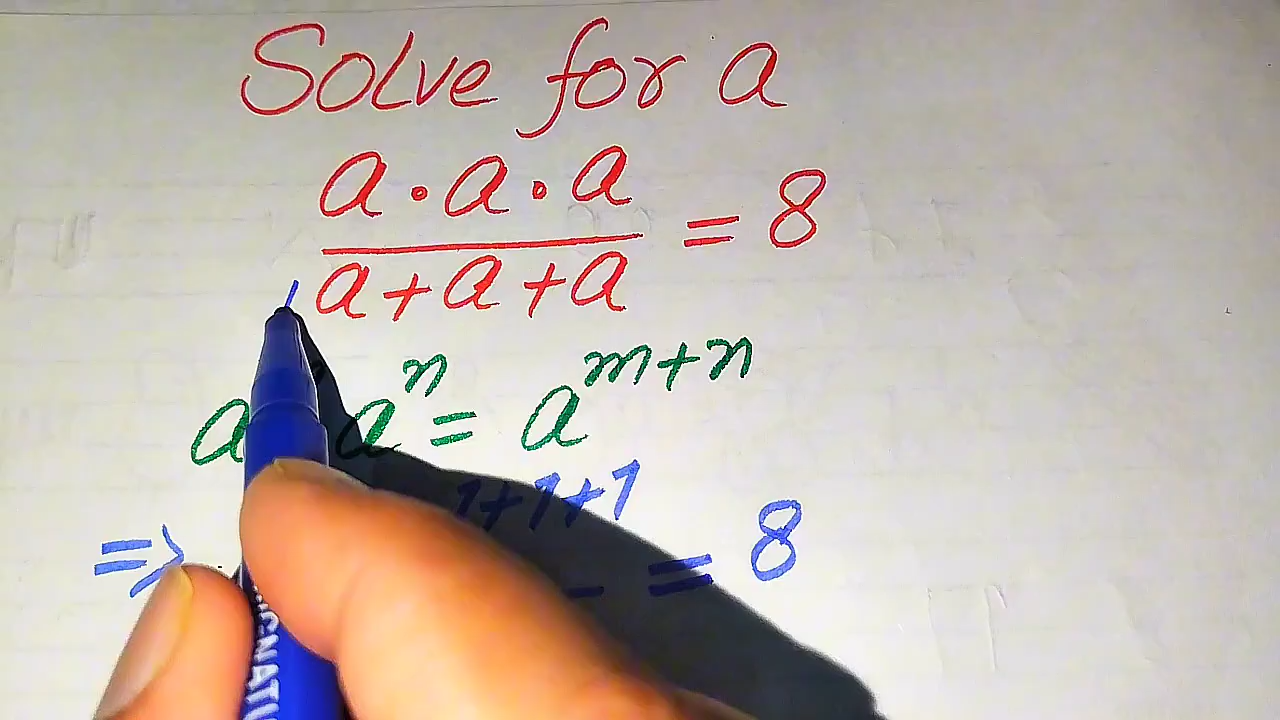 Solve for a
a · a · a
――――― = 8
a + a + a
a a^n = a^{m+n}
⇒ 1+1+1 = 8